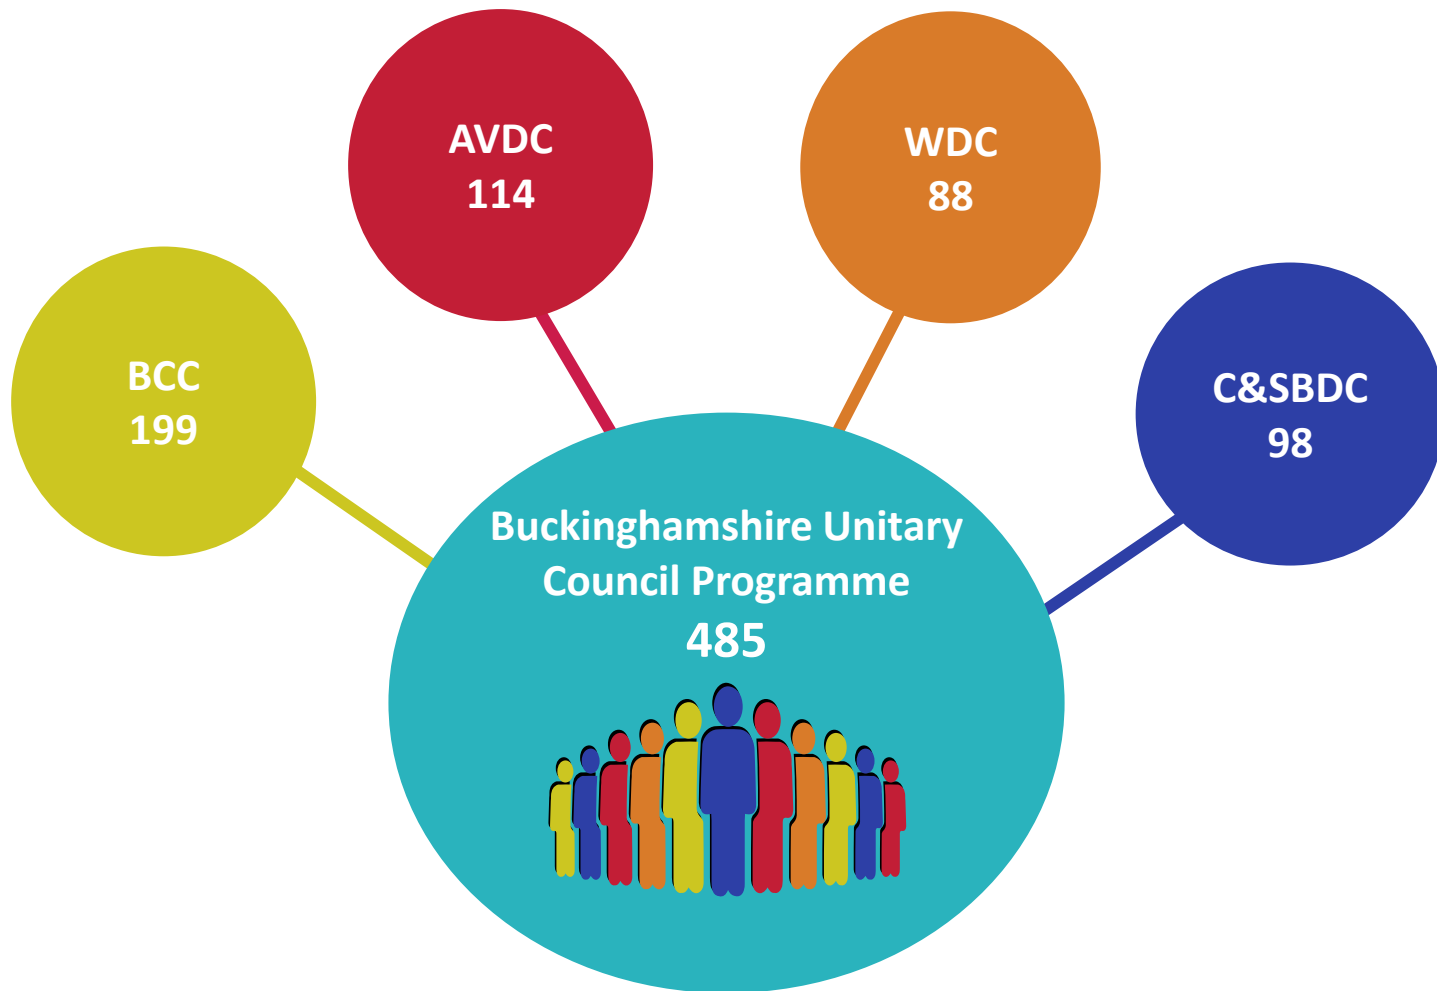 AVDC
114
WDC
88
BCC
199
C&SBDC
98
Buckinghamshire Unitary
Council Programme
485